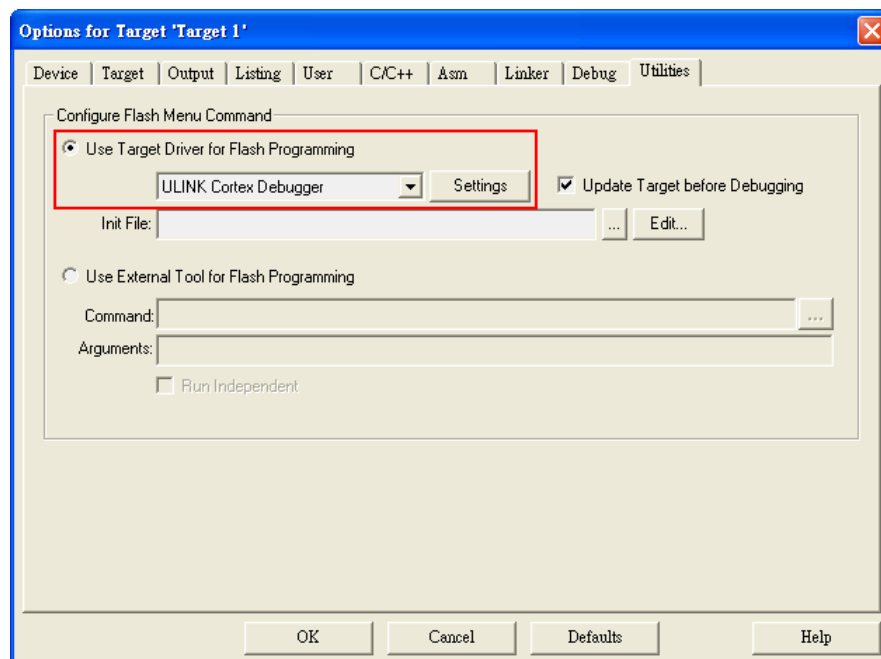 Options for Target 'Target 1'
Device Target Output Listing User C/C++ Asm Linker Debug Utilities
Configure Flash Menu Command
Use Target Driver for Flash Programming
ULINK Cortex Debugger Settings Update Target before Debugging
Init File: ... Edit...
Use External Tool for Flash Programming
Command: ...
Arguments:
Run Independent
OK Cancel Defaults Help